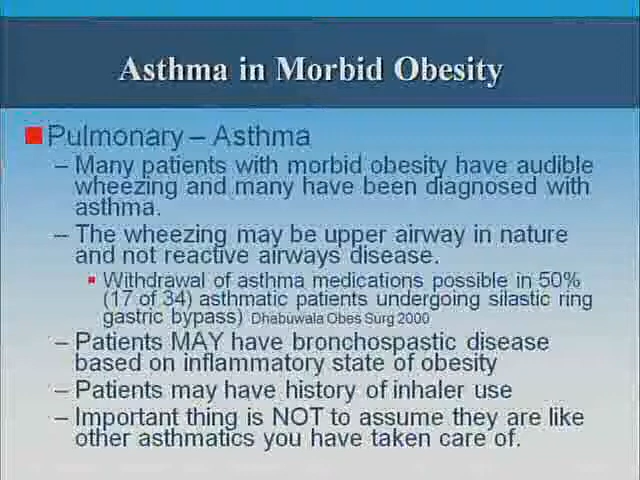 Asthma in Morbid Obesity
Pulmonary – Asthma
– Many patients with morbid obesity have audible
wheezing and many have been diagnosed with
asthma.
– The wheezing may be upper airway in nature
and not reactive airways disease.
Withdrawal of asthma medications possible in 50%
(17 of 34) asthmatic patients undergoing silastic ring
gastric bypass) Dhabuwala Obes Surg 2000
– Patients MAY have bronchospastic disease
based on inflammatory state of obesity
– Patients may have history of inhaler use
– Important thing is NOT to assume they are like
other asthmatics you have taken care of.